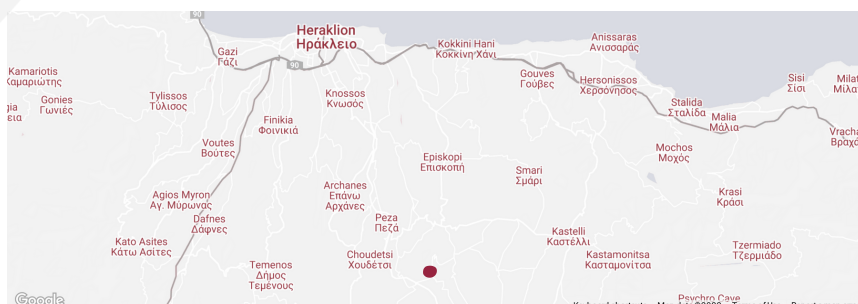 90
Heraklion
Ηράκλειο
Gazi
Γάζι
90
Kokkini Hani
Κοκκίνη Χάνι
Anissaras
Ανισσαράς
Kamariotis
Καμαριώτης
Tylissos
Τύλισος
Gonies
Γωνιές
Knossos
Κνωσός
Gouves
Γούβες
Hersonissos
Χερσόνησος
Sisi
Σίσι
Stalida
Σταλίδα
Malia
Μάλια
Finikia
Φοινικιά
Voutes
Βούτες
Episkopi
Επισκοπή
Smari
Σμάρι
Mochos
Μοχός
Agios Myron
Αγ. Μύρωνας
Archanes
Επάνω
Αρχάνες
Krasi
Κράσι
Dafnes
Δάφνες
Peza
Πεζά
Kato Asites
Κάτω Ασίτες
Kastelli
Καστέλλι
Temenos
Δήμος
Τεμένους
Choudetsi
Χουδέτσι
Kastamonitsa
Κασταμονίτσα
Tzermiado
Τζερμιάδο
Psychro Cave
Google